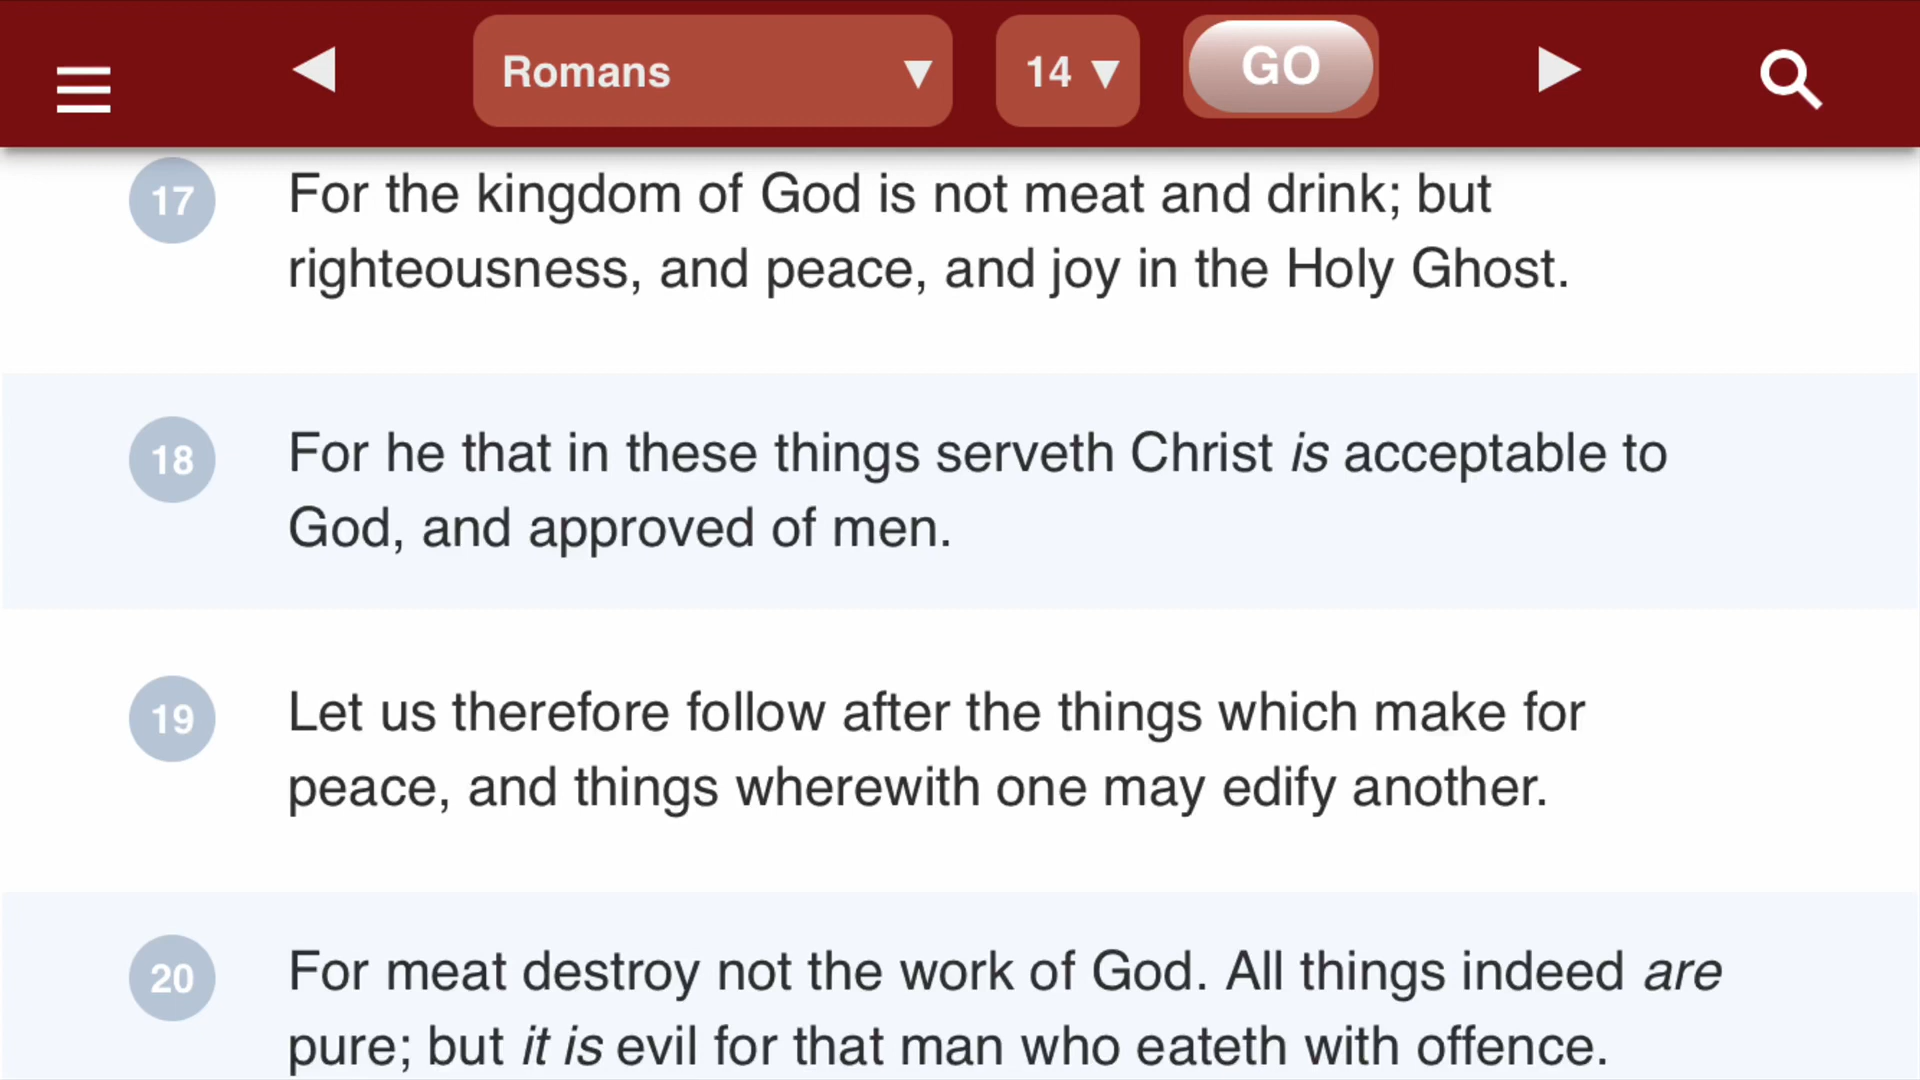 Romans ▼ 14 ▼ GO
17 For the kingdom of God is not meat and drink; but
righteousness, and peace, and joy in the Holy Ghost.
18 For he that in these things serveth Christ is acceptable to
God, and approved of men.
19 Let us therefore follow after the things which make for
peace, and things wherewith one may edify another.
20 For meat destroy not the work of God. All things indeed are
pure; but it is evil for that man who eateth with offence.